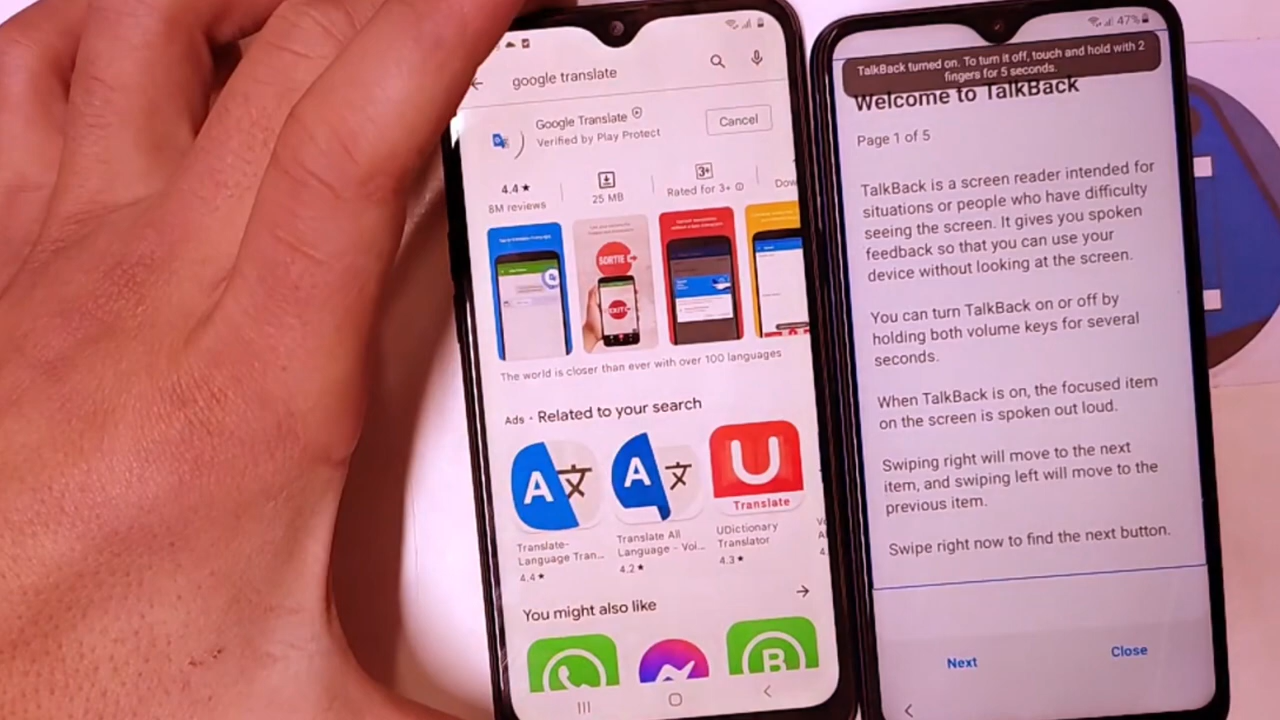 google translate
Google Translate
Verified by Play Protect
Cancel
4.4★
8M reviews
25 MB
3+
Rated for 3+
Dow
SORTIE
EXIT
The world is closer than ever with over 100 languages
Ads · Related to your search
A
A
U
Translate
Translate-
Language Tran...
4.4★
Translate All
Language - Voi...
4.2★
UDictionary
Translator
4.3★
4.
You might also like
B
47%
TalkBack turned on. To turn it off, touch and hold with 2
fingers for 5 seconds.
Welcome to TalkBack
Page 1 of 5
TalkBack is a screen reader intended for
situations or people who have difficulty
seeing the screen. It gives you spoken
feedback so that you can use your
device without looking at the screen.
You can turn TalkBack on or off by
holding both volume keys for several
seconds.
When TalkBack is on, the focused item
on the screen is spoken out loud.
Swiping right will move to the next
item, and swiping left will move to the
previous item.
Swipe right now to find the next button.
Next
Close